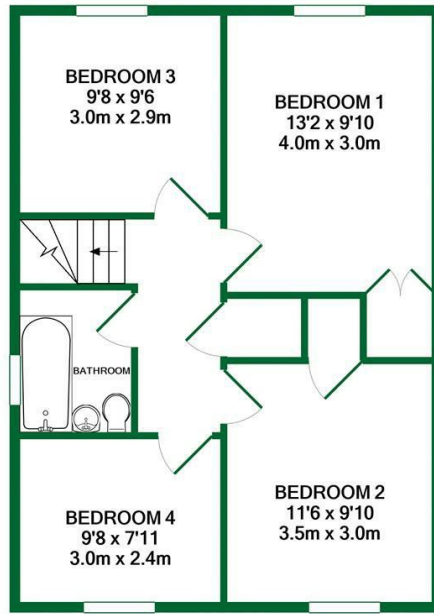 BEDROOM 3
9'8 x 9'6
3.0m x 2.9m
BEDROOM 1
13'2 x 9'10
4.0m x 3.0m
BATHROOM
BEDROOM 4
9'8 x 7'11
3.0m x 2.4m
BEDROOM 2
11'6 x 9'10
3.5m x 3.0m